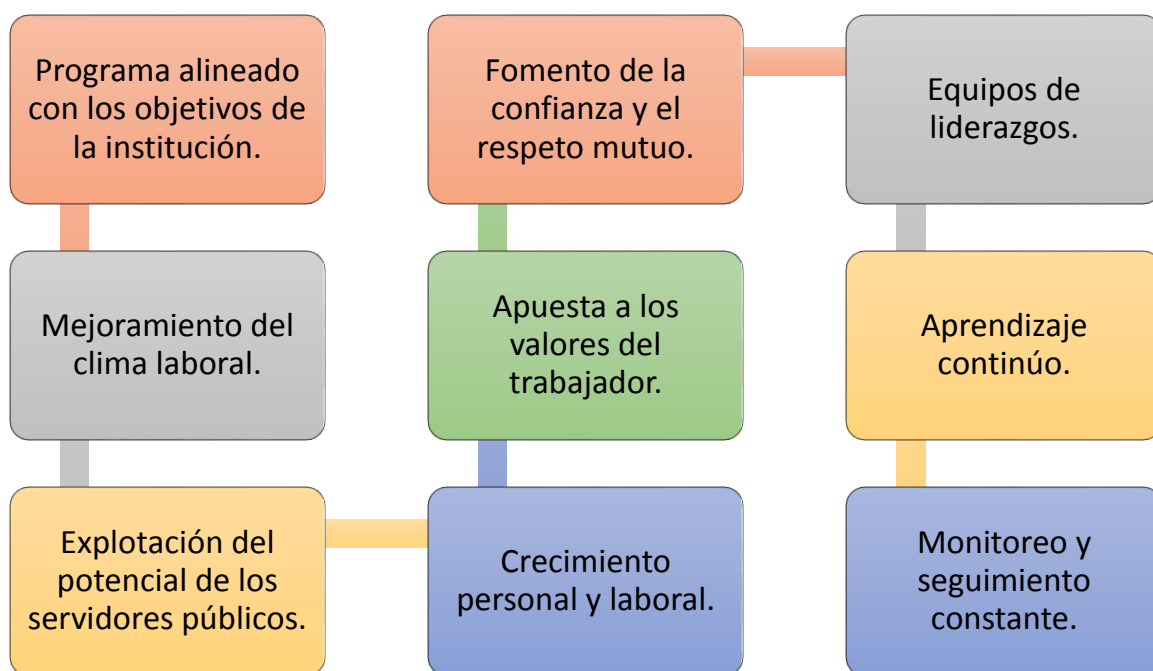 Programa alineado
con los objetivos de
la institución.
Mejoramiento del
clima laboral.
Explotación del
potencial de los
servidores públicos.
Crecimiento
personal y laboral.
Apuesta a los
valores del
trabajador.
Fomento de la
confianza y el
respeto mutuo.
Equipos de
liderazgos.
Aprendizaje
continúo.
Monitoreo y
seguimiento
constante.